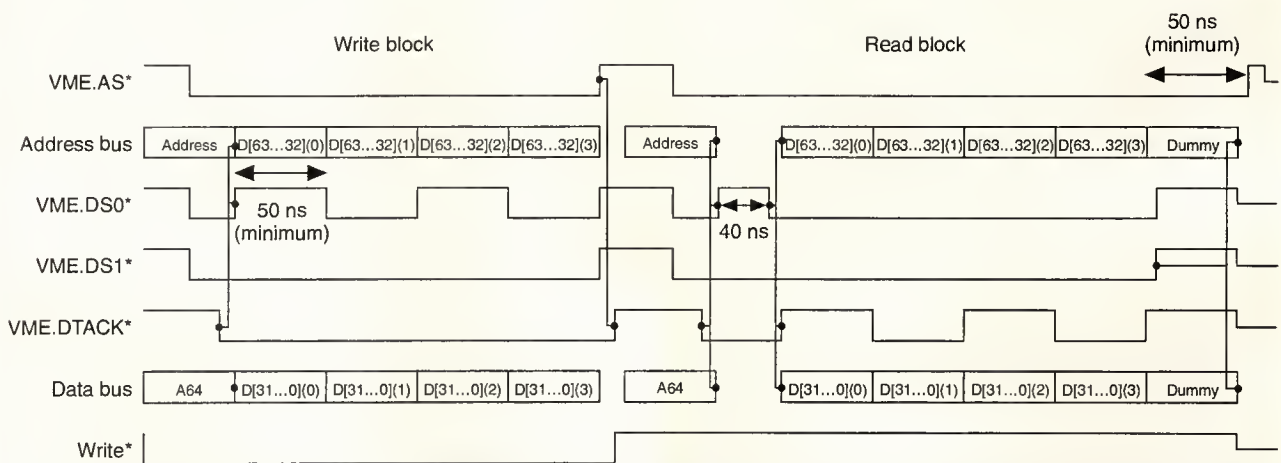 50 ns
(minimum)
Write block
Read block
VME.AS*
Address bus
Address
D[63...32](0)
D[63...32](1)
D[63...32](2)
D[63...32](3)
Address
D[63...32](0)
D[63...32](1)
D[63...32](2)
D[63...32](3)
Dummy
VME.DS0*
50 ns
(minimum)
40 ns
VME.DS1*
VME.DTACK*
Data bus
A64
D[31...0](0)
D[31...0](1)
D[31...0](2)
D[31...0](3)
A64
D[31...0](0)
D[31...0](1)
D[31...0](2)
D[31...0](3)
Dummy
Write*